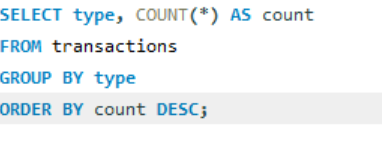 SELECT type, COUNT(*) AS count
FROM transactions
GROUP BY type
ORDER BY count DESC;